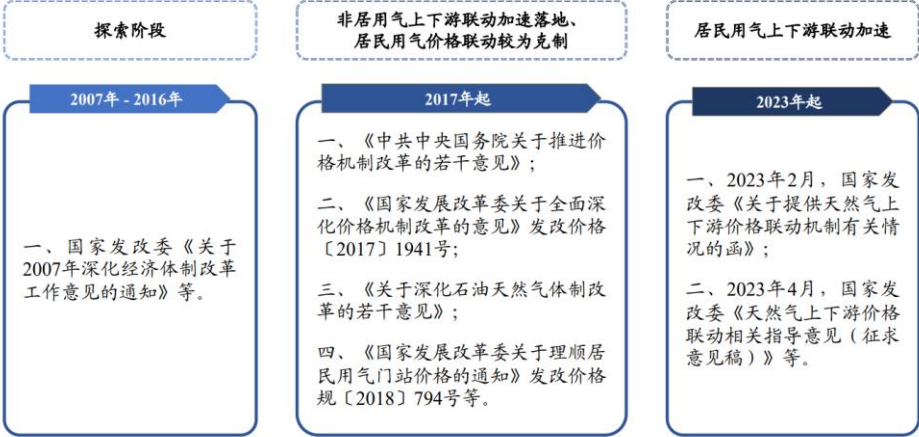 探索阶段
2007年 - 2016年
一、国家发改委《关于
2007年深化经济体制改革
工作意见的通知》等。
非居用气上下游联动加速落地、
居民用气价格联动较为克制
2017年起
一、《中共中央国务院关于推进价
格机制改革的若干意见》；
二、《国家发展改革委关于全面深
化价格机制改革的意见》发改价格
〔2017〕1941号；
三、《关于深化石油天然气体制改
革的若干意见》；
四、《国家发展改革委关于理顺居
民用气门站价格的通知》发改价格
规〔2018〕794号等。
居民用气上下游联动加速
2023年起
一、2023年2月，国家发
改委《关于提供天然气上
下游价格联动机制有关情
况的函》；
二、2023年4月，国家发
改委《天然气上下游价格
联动相关指导意见（征求
意见稿）》等。